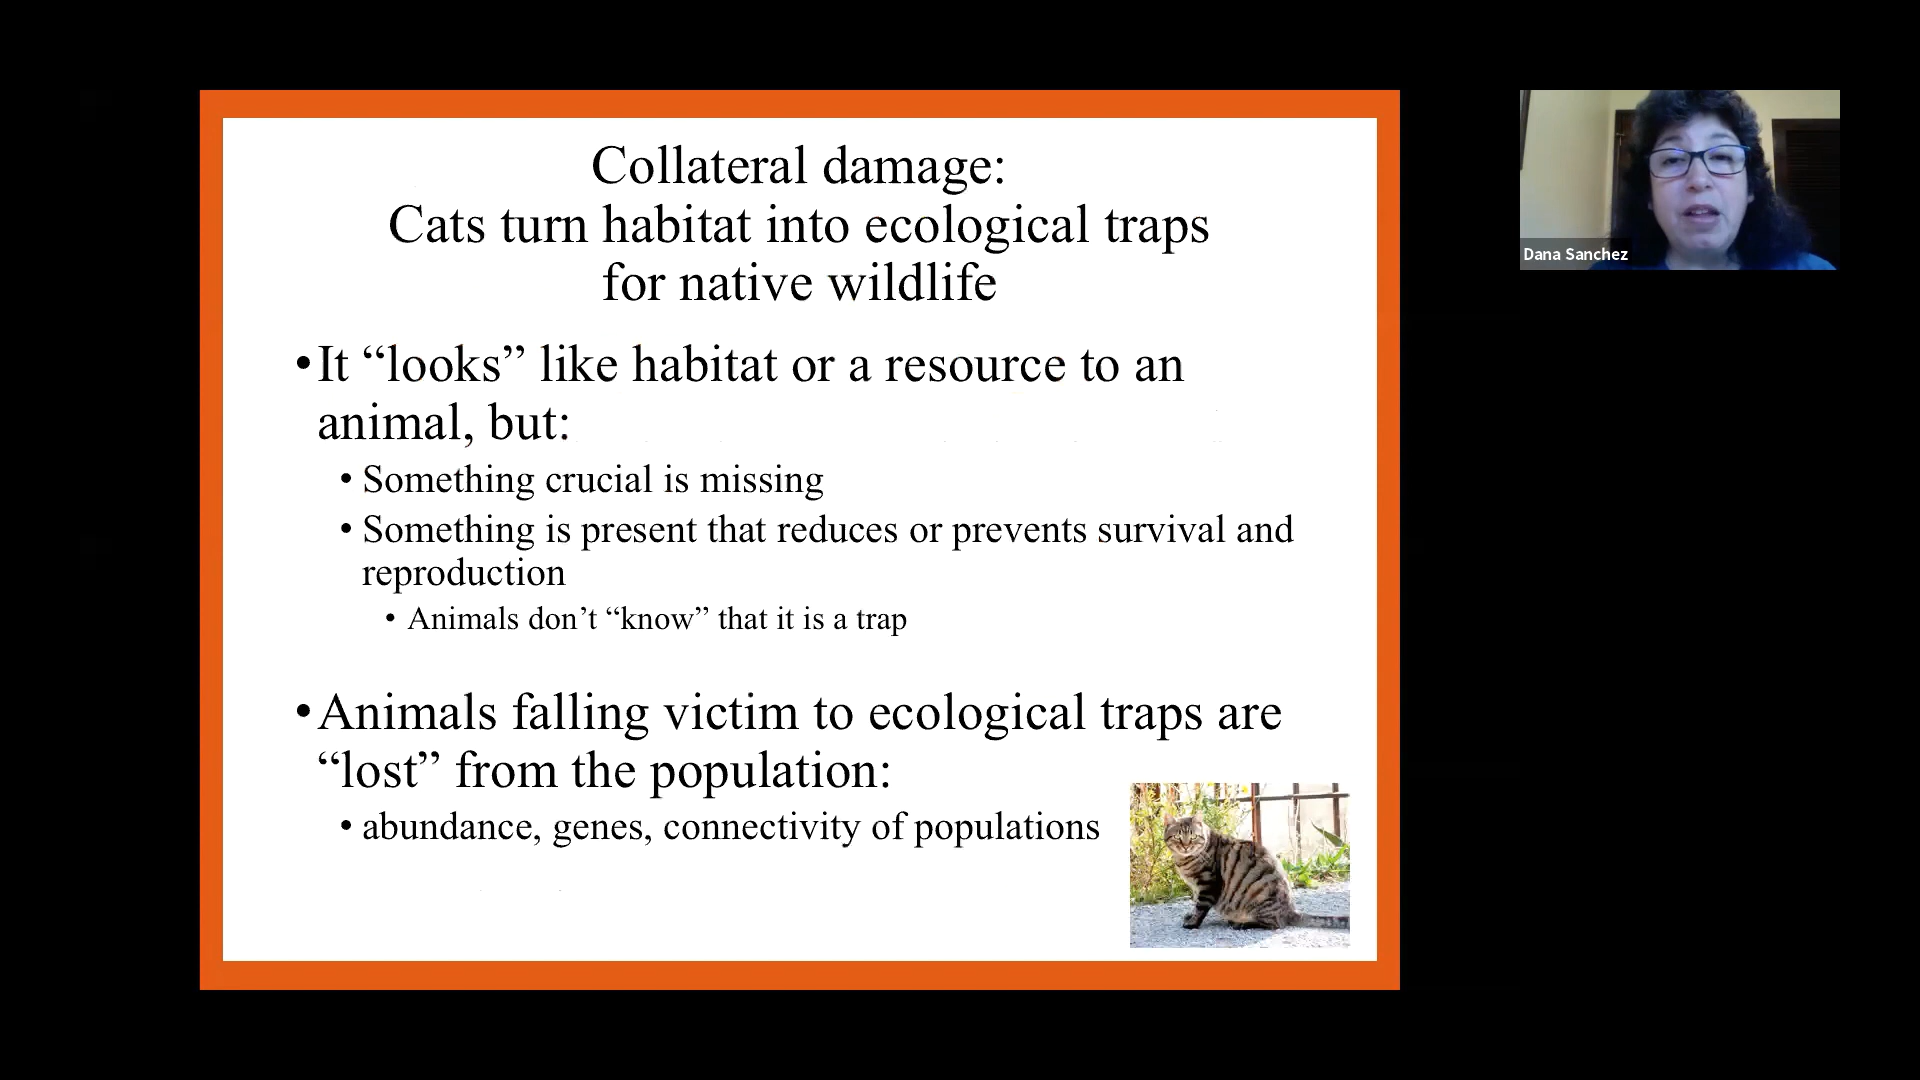 Collateral damage:
Cats turn habitat into ecological traps
for native wildlife
•It “looks” like habitat or a resource to an
animal, but:
• Something crucial is missing
• Something is present that reduces or prevents survival and
reproduction
• Animals don’t “know” that it is a trap
•Animals falling victim to ecological traps are
“lost” from the population:
• abundance, genes, connectivity of populations
Dana Sanchez